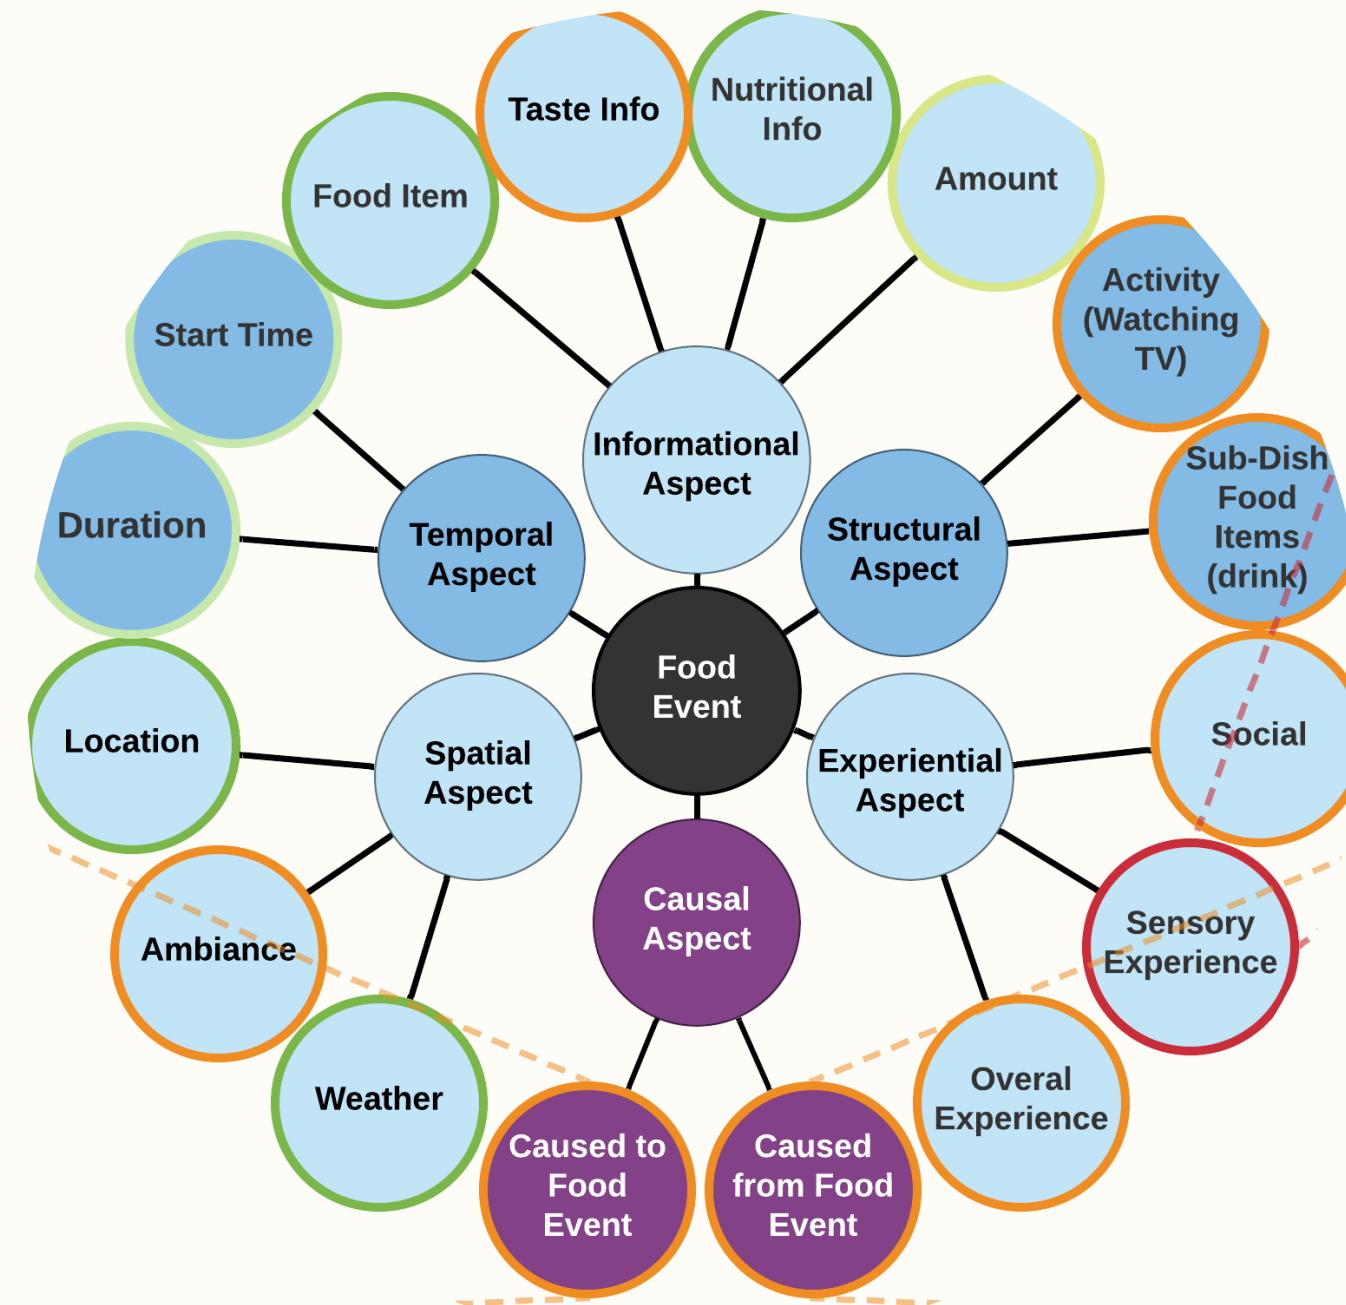 Taste Info
Nutritional
Info
Food Item
Amount
Activity
(Watching
TV)
Start Time
Informational
Aspect
Sub-Dish
Food
Items
(drink)
Duration
Temporal
Aspect
Structural
Aspect
Food
Event
Location
Spatial
Aspect
Experiential
Aspect
Social
Causal
Aspect
Ambiance
Sensory
Experience
Weather
Overal
Experience
Caused to
Food
Event
Caused
from Food
Event